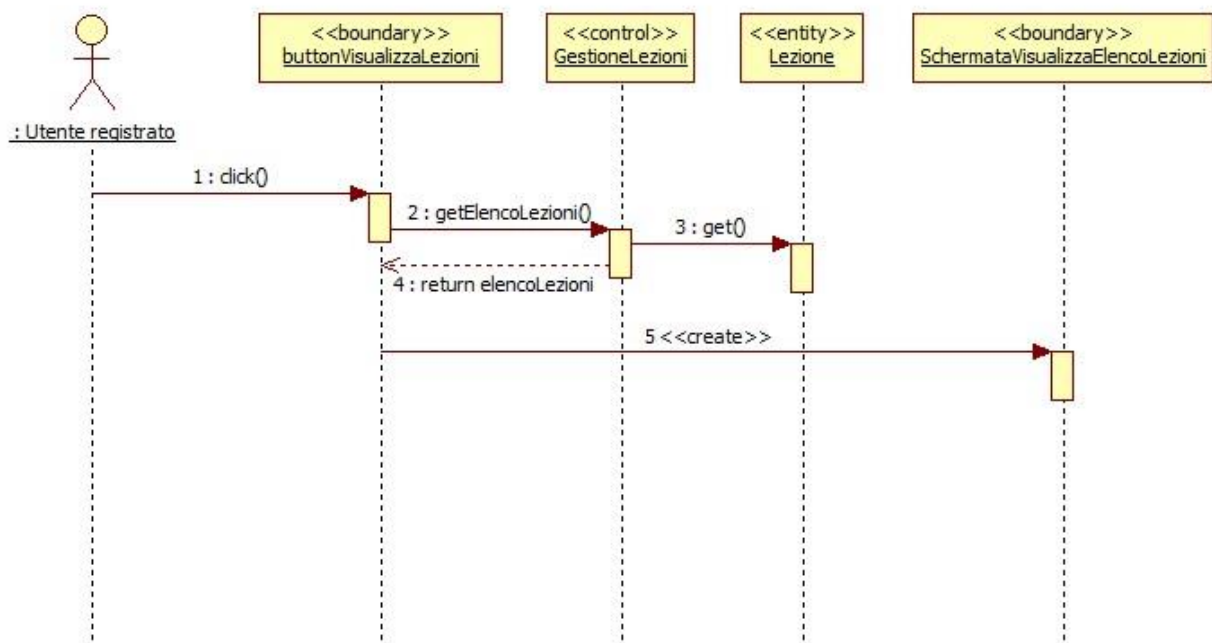 <<boundary>>
buttonVisualizzaLezioni
<<control>>
GestioneLezioni
<<entity>>
Lezione
<<boundary>>
SchermataVisualizzaElencoLezioni
: Utente registrato
1 : click()
2 : getElencoLezioni()
3 : get()
4 : return elencoLezioni
5 <<create>>